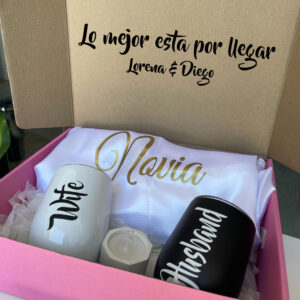 Lo mejor esta por llegar
Lorena & Diego
Novia
Wife
Husband